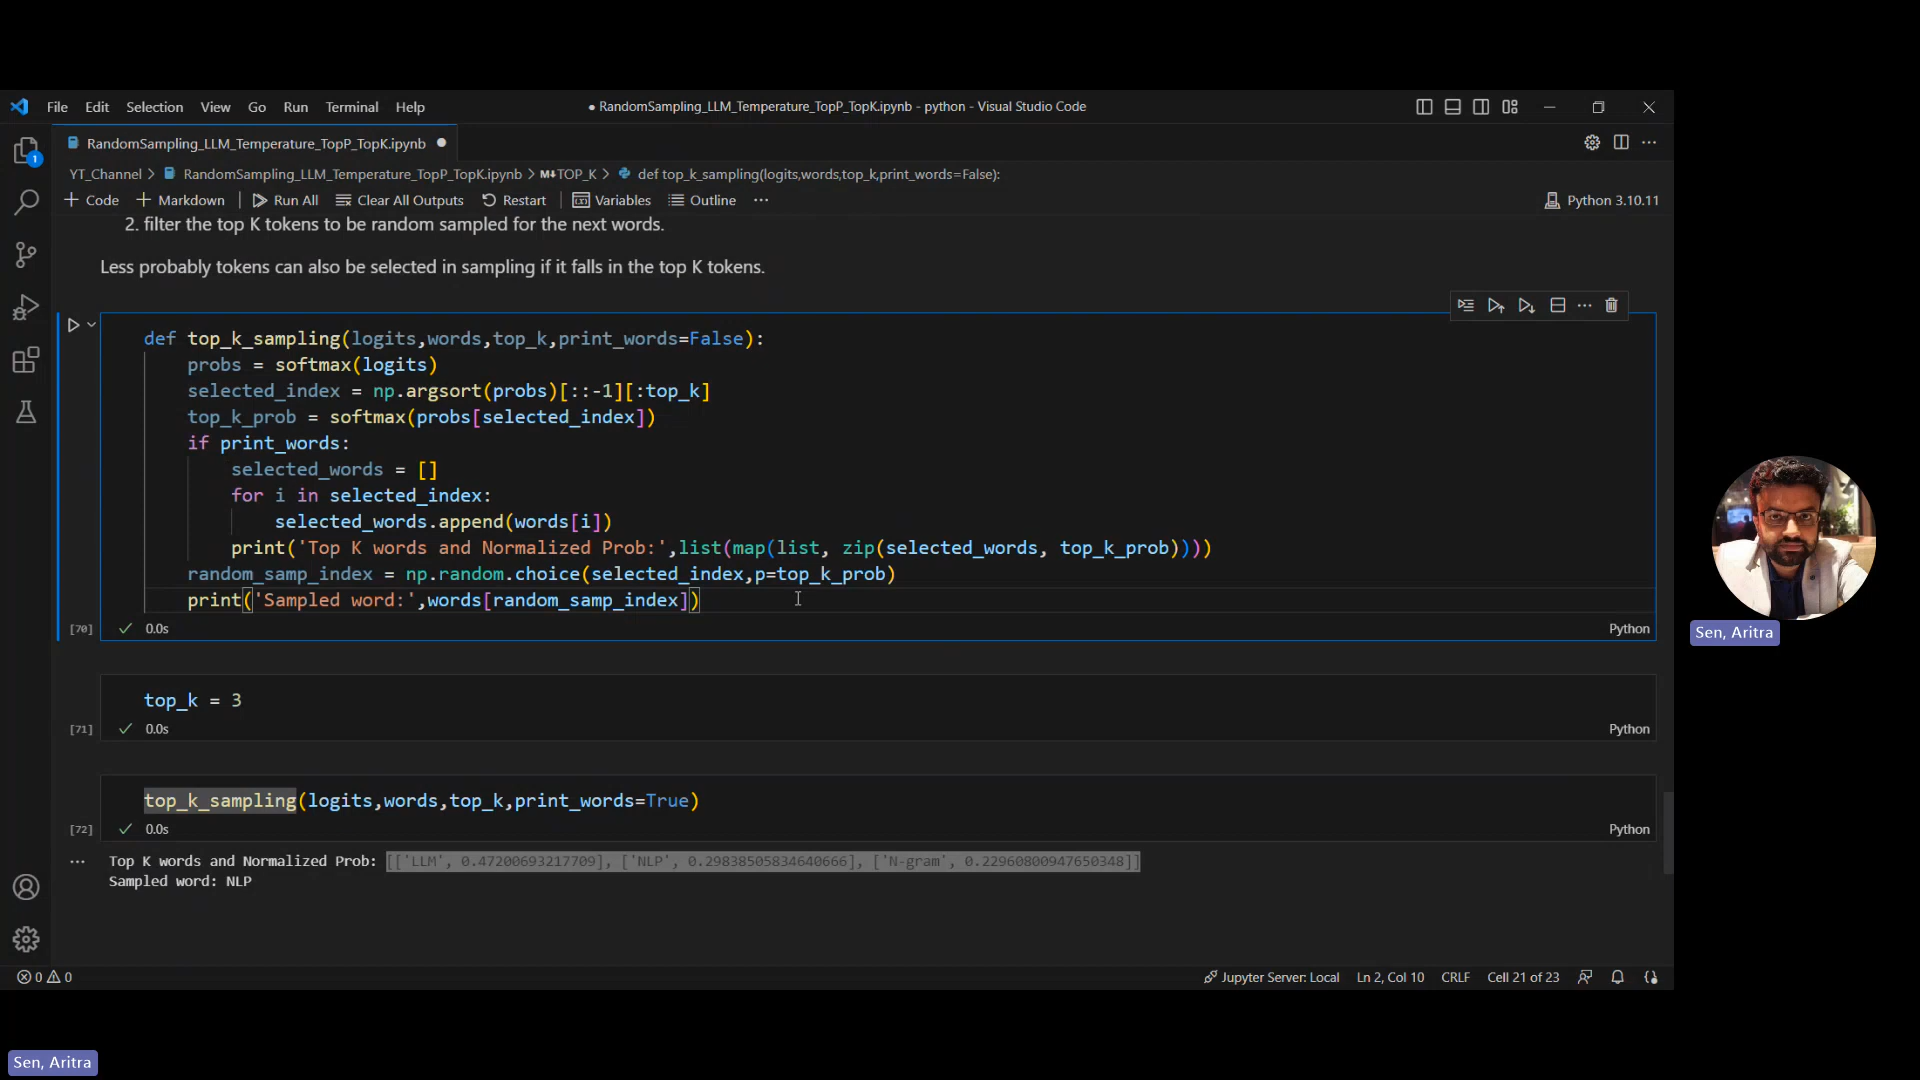 File Edit Selection View Go Run Terminal Help
● RandomSampling_LLM_Temperature_TopP_TopK.ipynb - python - Visual Studio Code
RandomSampling_LLM_Temperature_TopP_TopK.ipynb ●
YT_Channel > RandomSampling_LLM_Temperature_TopP_TopK.ipynb > M↓TOP_K > def top_k_sampling(logits,words,top_k,print_words=False):
+ Code + Markdown | Run All Clear All Outputs Restart | Variables Outline ...
Python 3.10.11
2. filter the top K tokens to be random sampled for the next words.
Less probably tokens can also be selected in sampling if it falls in the top K tokens.
def top_k_sampling(logits,words,top_k,print_words=False):
    probs = softmax(logits)
    selected_index = np.argsort(probs)[::-1][:top_k]
    top_k_prob = softmax(probs[selected_index])
    if print_words:
        selected_words = []
        for i in selected_index:
            selected_words.append(words[i])
        print('Top K words and Normalized Prob:',list(map(list, zip(selected_words, top_k_prob))))
    random_samp_index = np.random.choice(selected_index,p=top_k_prob)
    print('Sampled word:',words[random_samp_index])
[70] ✓ 0.0s Python
top_k = 3
[71] ✓ 0.0s Python
top_k_sampling(logits,words,top_k,print_words=True)
[72] ✓ 0.0s Python
... Top K words and Normalized Prob: [['LLM', 0.47200693217709], ['NLP', 0.29838505834640666], ['N-gram', 0.22960800947650348]]
Sampled word: NLP
1
0 0
Jupyter Server: Local Ln 2, Col 10 CRLF Cell 21 of 23
Sen, Aritra
Sen, Aritra